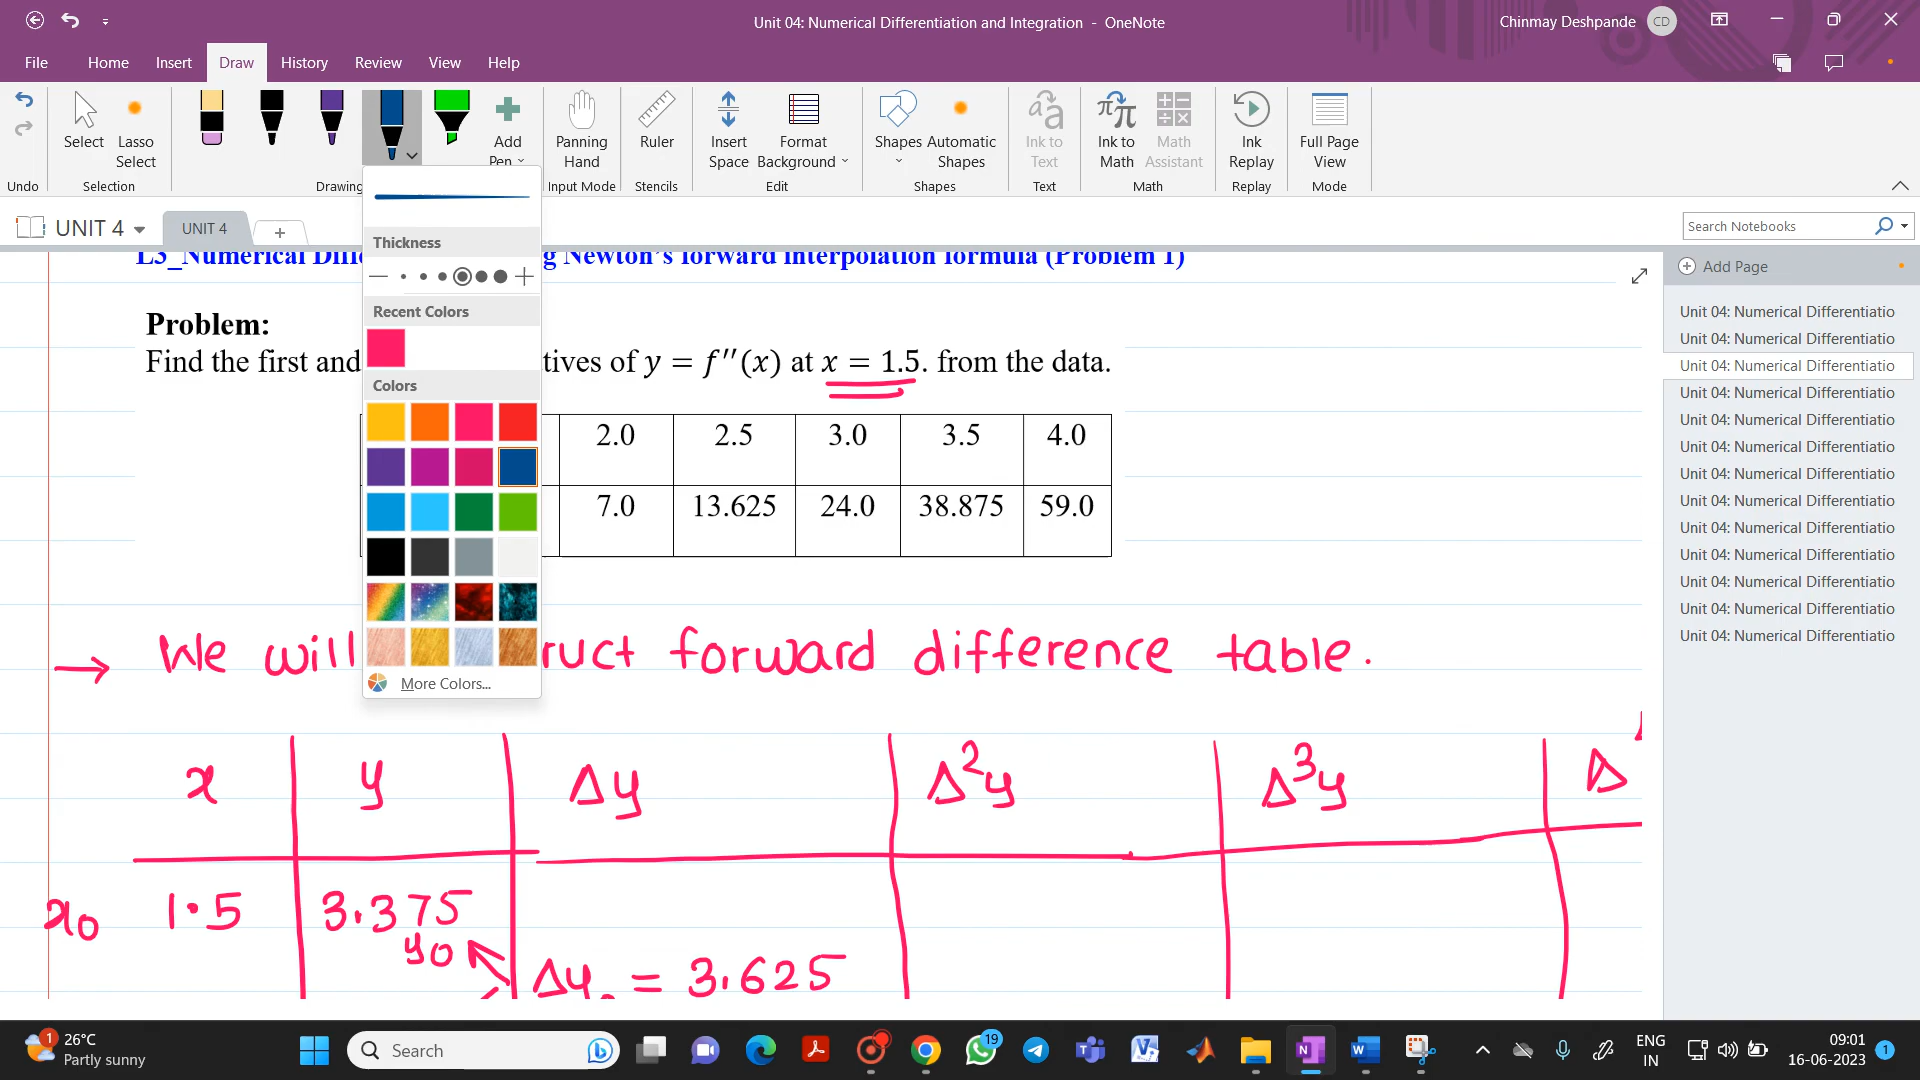 Unit 04: Numerical Differentiation and Integration - OneNote
Chinmay Deshpande CD
File Home Insert Draw History Review View Help
Undo
Select
Lasso Select
Selection
Drawing
Add Pen
Panning Hand
Input Mode
Ruler
Stencils
Insert Space
Format Background
Edit
Shapes
Automatic Shapes
Shapes
Ink to Text
Text
Ink to Math
Math Assistant
Math
Ink Replay
Replay
Full Page View
Mode
UNIT 4
UNIT 4
Search Notebooks
Thickness
Recent Colors
Colors
More Colors...
Newton's forward interpolation formula (Problem 1)
Problem:
Find the first and
tives of y = f''(x) at x = 1.5. from the data.
2.0 2.5 3.0 3.5 4.0
7.0 13.625 24.0 38.875 59.0
→ We will
ruct forward difference table.
x y Δy Δ²y Δ³y Δ
x0 1.5 3.375
y0
Δy0 = 3.625
Add Page
Unit 04: Numerical Differentiatio
Unit 04: Numerical Differentiatio
Unit 04: Numerical Differentiatio
Unit 04: Numerical Differentiatio
Unit 04: Numerical Differentiatio
Unit 04: Numerical Differentiatio
Unit 04: Numerical Differentiatio
Unit 04: Numerical Differentiatio
Unit 04: Numerical Differentiatio
Unit 04: Numerical Differentiatio
Unit 04: Numerical Differentiatio
Unit 04: Numerical Differentiatio
Unit 04: Numerical Differentiatio
1
26°C
Partly sunny
Search
19
ENG
IN
09:01
16-06-2023
1